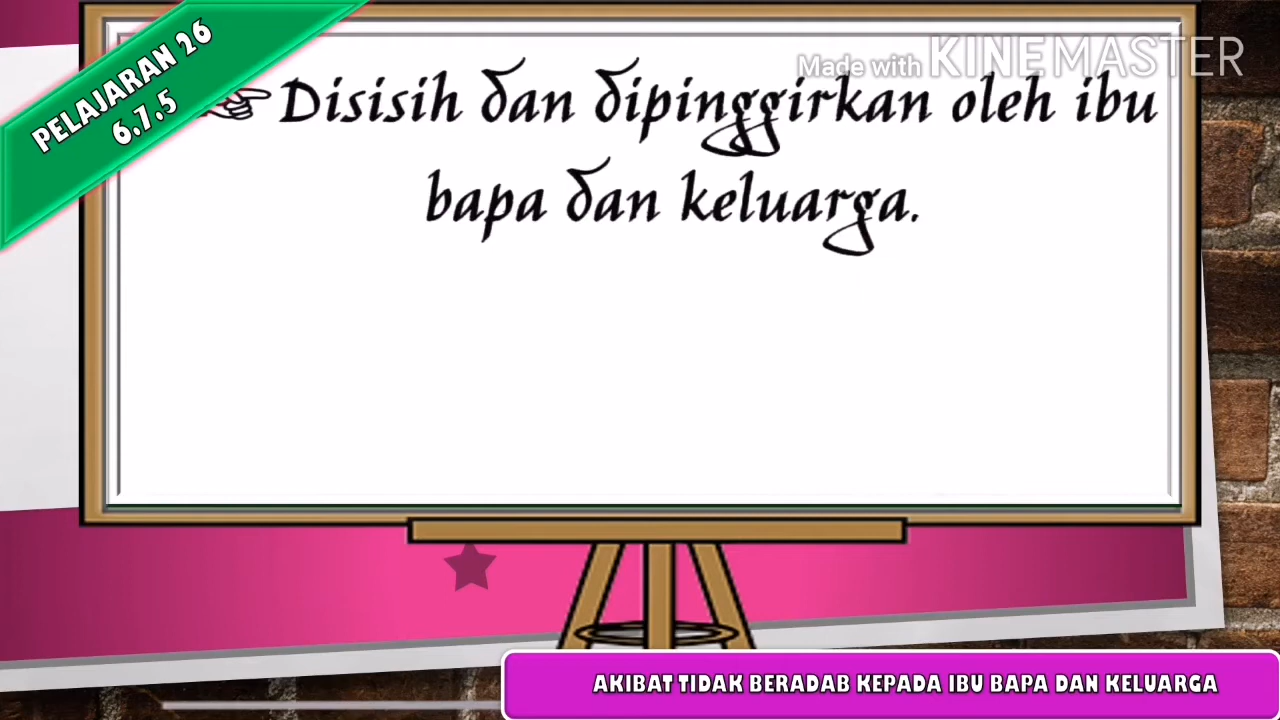 PELAJARAN 26
6.7.5
Made with KINEMASTER
Disisih dan dipinggirkan oleh ibu
bapa dan keluarga.
AKIBAT TIDAK BERADAB KEPADA IBU BAPA DAN KELUARGA